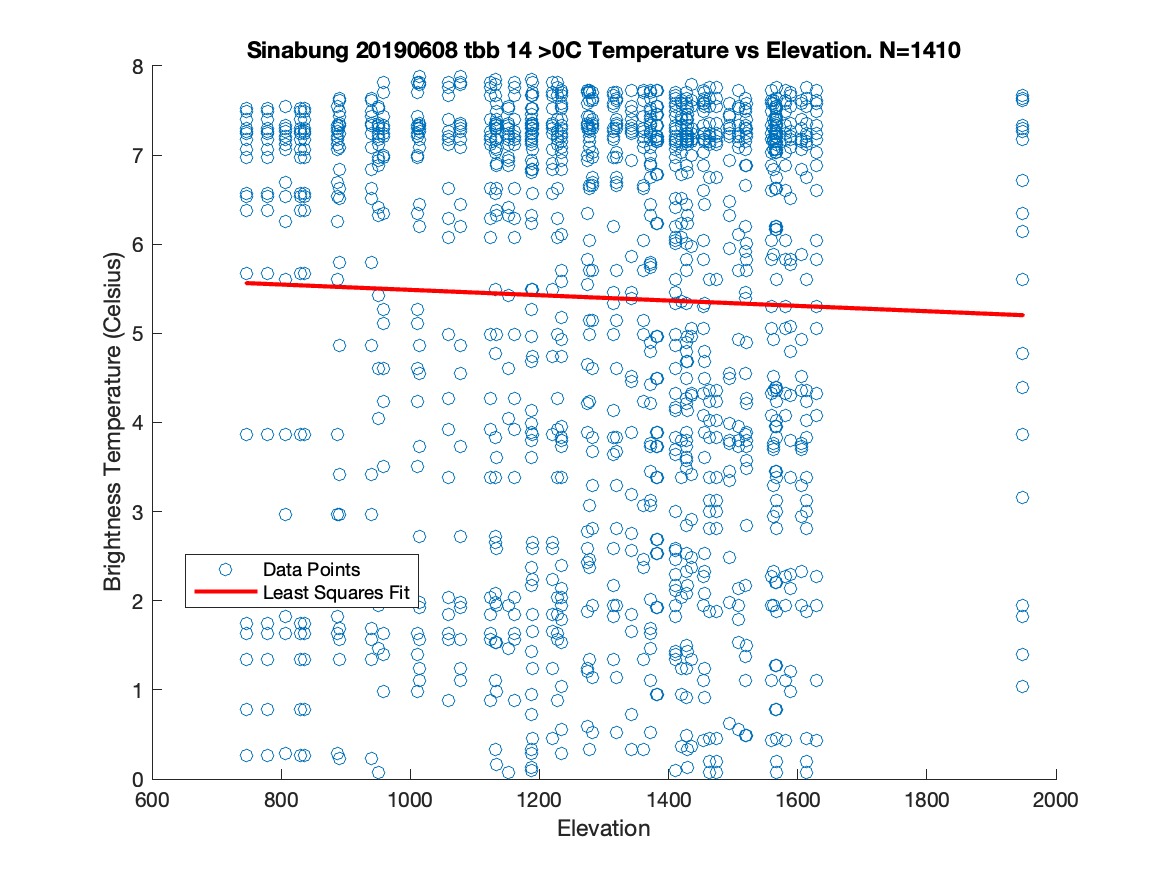 Sinabung 20190608 tbb 14 >0C Temperature vs Elevation. N=1410
8
7
6
5
4
3
2
1
0
Brightness Temperature (Celsius)
Data Points
Least Squares Fit
600 800 1000 1200 1400 1600 1800 2000
Elevation